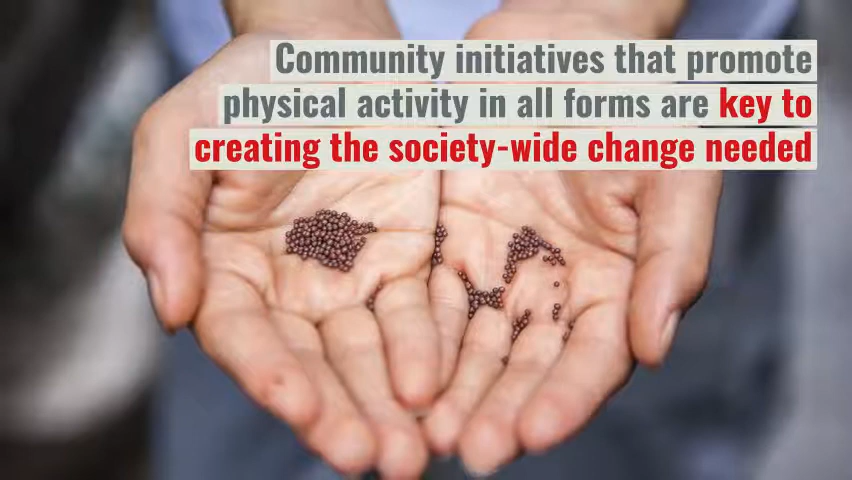 Community initiatives that promote
physical activity in all forms are key to
creating the society-wide change needed